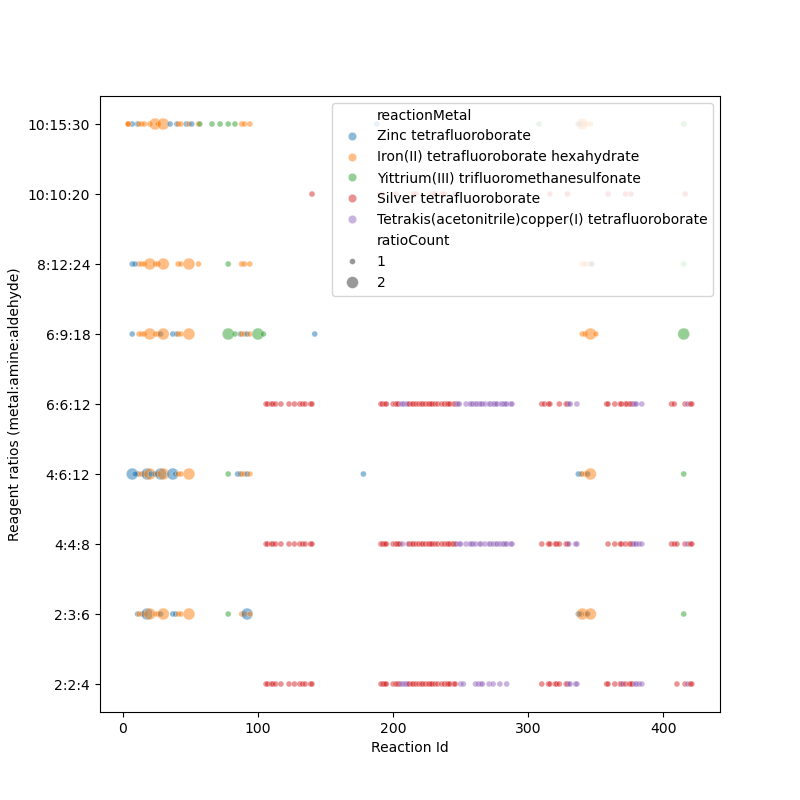 10:15:30
10:10:20
8:12:24
6:9:18
6:6:12
4:6:12
4:4:8
2:3:6
2:2:4
Reagent ratios (metal:amine:aldehyde)
reactionMetal
Zinc tetrafluoroborate
Iron(II) tetrafluoroborate hexahydrate
Yittrium(III) trifluoromethanesulfonate
Silver tetrafluoroborate
Tetrakis(acetonitrile)copper(I) tetrafluoroborate
ratioCount
1
2
0 100 200 300 400
Reaction Id